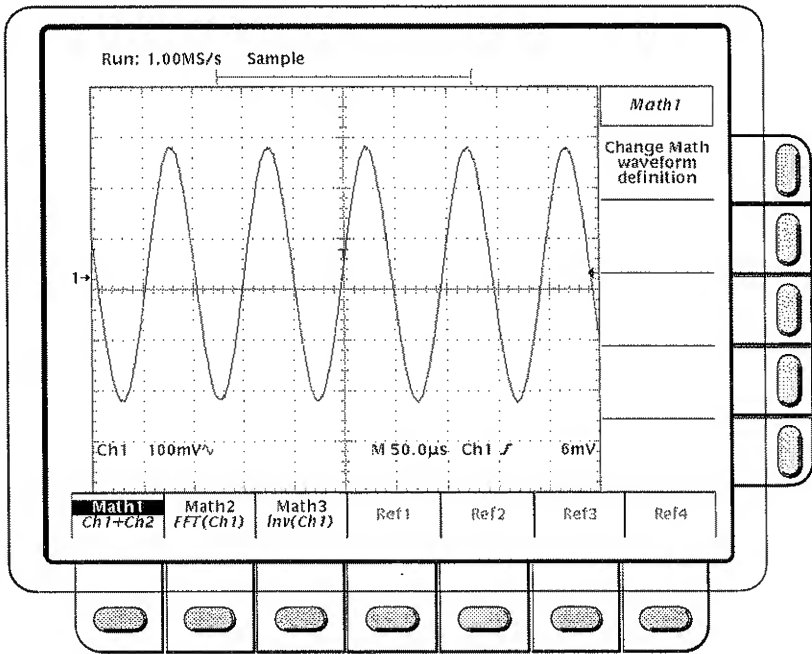 Run: 1.00MS/s Sample
Math1
Change Math
waveform
definition
T
1→
Ch1 100mV∿ M 50.0µs Ch1 ƒ 6mV
Math1 Math2 Math3 Ref1 Ref2 Ref3 Ref4
Ch1+Ch2 FFT(Ch1) Inv(Ch1)